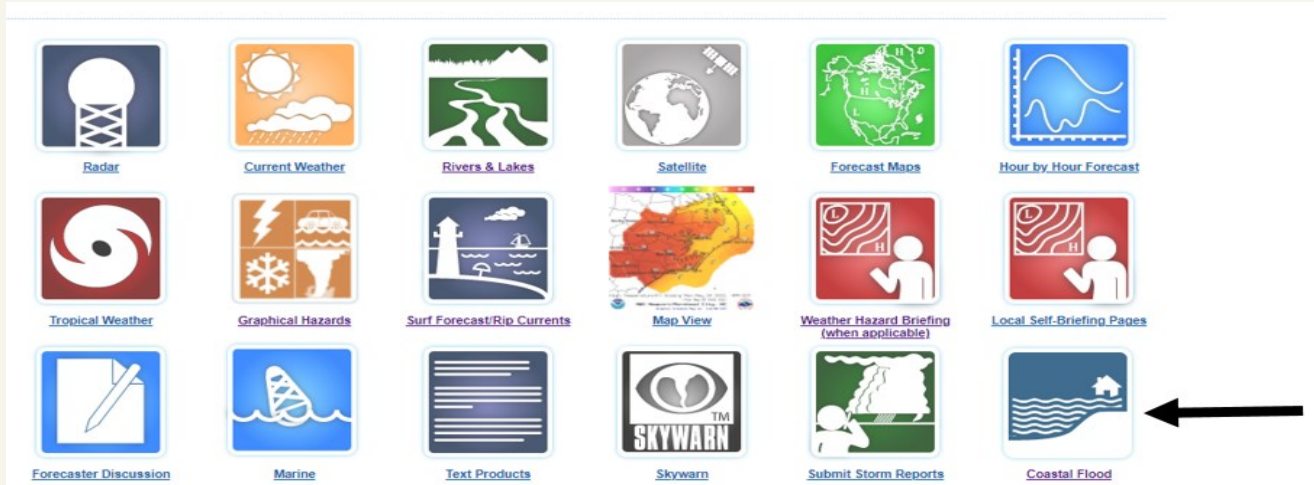 Radar
Current Weather
Rivers & Lakes
Satellite
Forecast Maps
Hour by Hour Forecast
Tropical Weather
Graphical Hazards
Surf Forecast/Rip Currents
Map View
Weather Hazard Briefing
(when applicable)
Local Self-Briefing Pages
TM
SKYWARN
Forecaster Discussion
Marine
Text Products
Skywarn
Submit Storm Reports
Coastal Flood